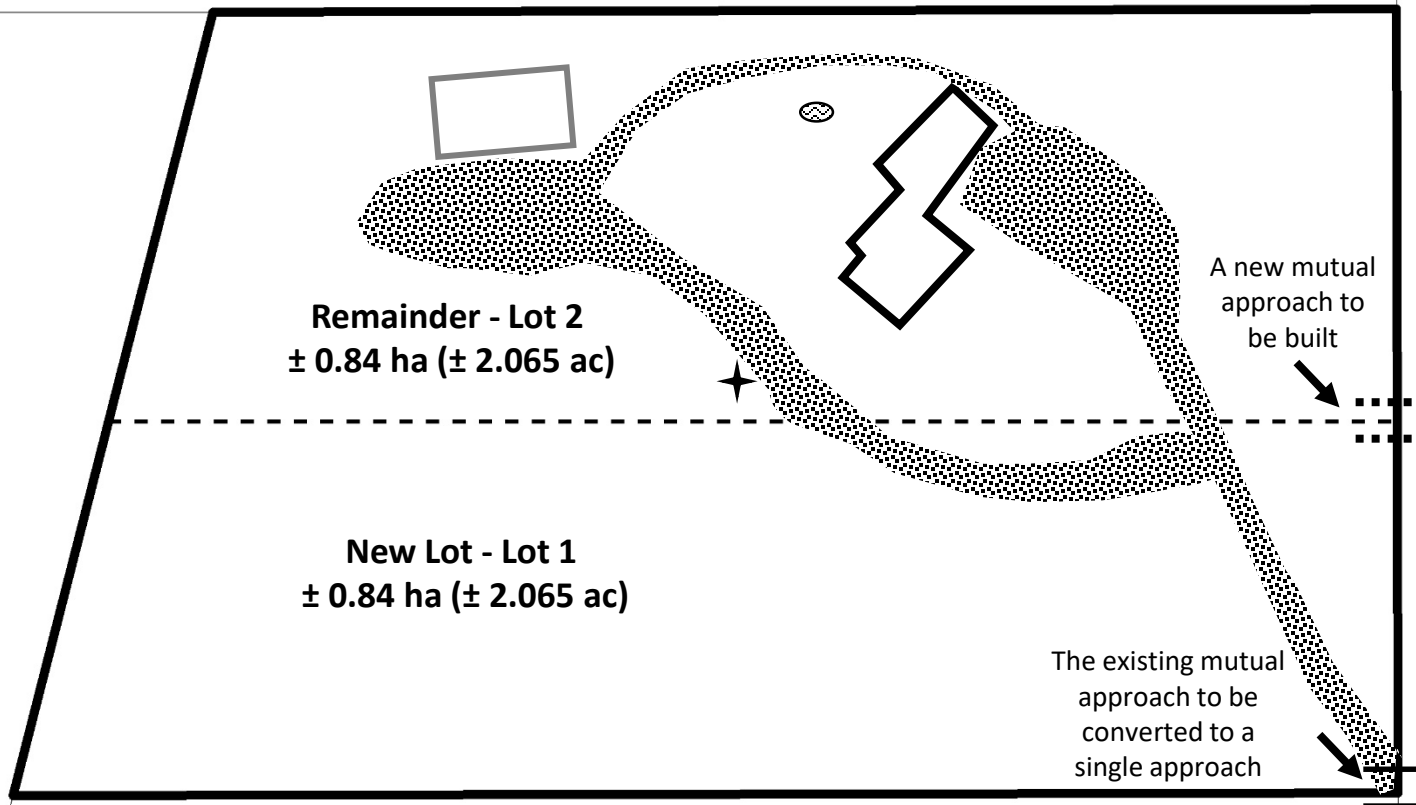 A new mutual
approach to
be built
Remainder - Lot 2
± 0.84 ha (± 2.065 ac)
New Lot - Lot 1
± 0.84 ha (± 2.065 ac)
The existing mutual
approach to be
converted to a
single approach